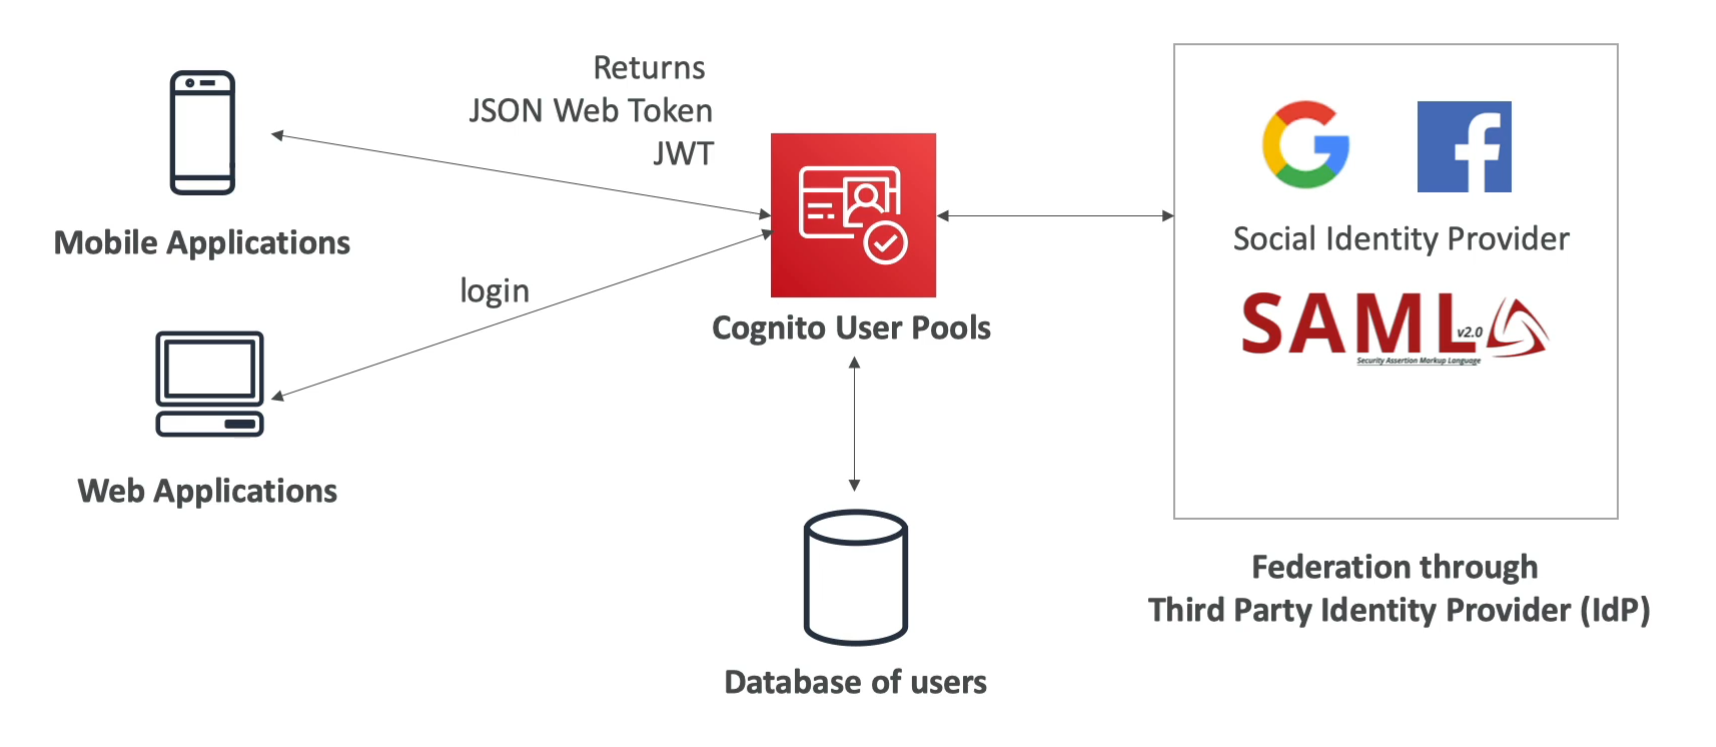 Returns
JSON Web Token
JWT
Mobile Applications
login
Web Applications
Cognito User Pools
Database of users
Social Identity Provider
SAML v2.0
Security Assertion Markup Language
Federation through
Third Party Identity Provider (IdP)